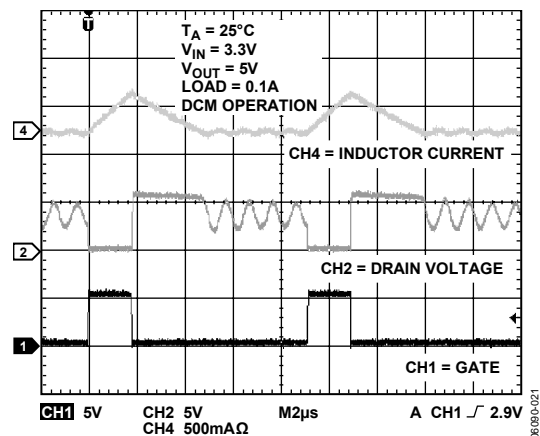 T
TA = 25°C
VIN = 3.3V
VOUT = 5V
LOAD = 0.1A
DCM OPERATION
4
CH4 = INDUCTOR CURRENT
2
CH2 = DRAIN VOLTAGE
1
CH1 = GATE
CH1 5V CH2 5V M2µs A CH1 2.9V
CH4 500mAΩ
06090-021